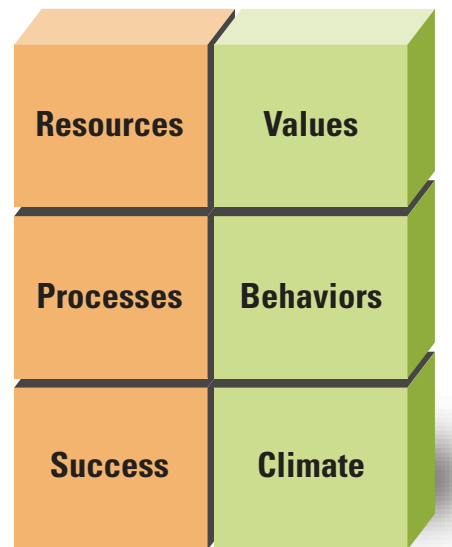 Resources
Values
Processes
Behaviors
Success
Climate